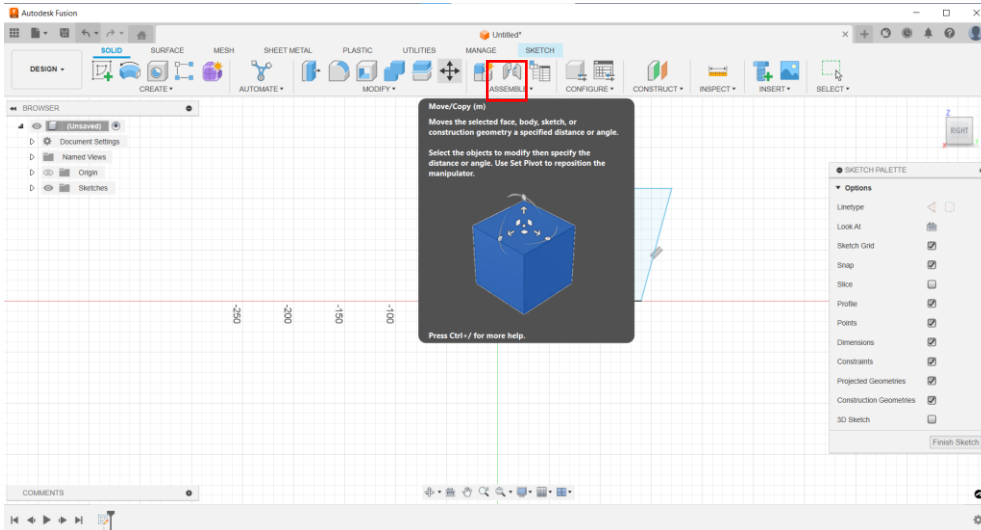 Autodesk Fusion
Untitled*
SOLID SURFACE MESH SHEET METAL PLASTIC UTILITIES MANAGE SKETCH
DESIGN
CREATE AUTOMATE MODIFY ASSEMBLE CONFIGURE CONSTRUCT INSPECT INSERT SELECT
BROWSER
(Unsaved)
Document Settings
Named Views
Origin
Sketches
Move/Copy (m)
Moves the selected face, body, sketch, or
construction geometry a specified distance or angle.
Select the objects to modify then specify the
distance or angle. Use Set Pivot to reposition the
manipulator.
Press Ctrl+/ for more help.
-250
-200
-150
-100
Z
RIGHT
X
Y
SKETCH PALETTE
Options
Linetype
Look At
Sketch Grid
Snap
Slice
Profile
Points
Dimensions
Constraints
Projected Geometries
Construction Geometries
3D Sketch
Finish Sketch
COMMENTS